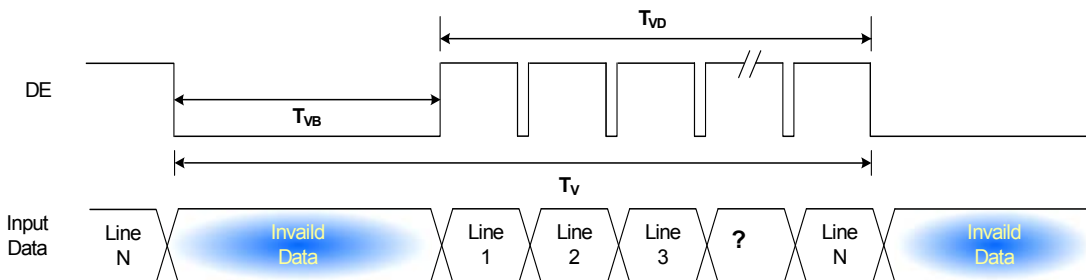 TVD
DE
TVB
TV
Input
Data
Line
N
Invaild
Data
Line
1
Line
2
Line
3
?
Line
N
Invaild
Data